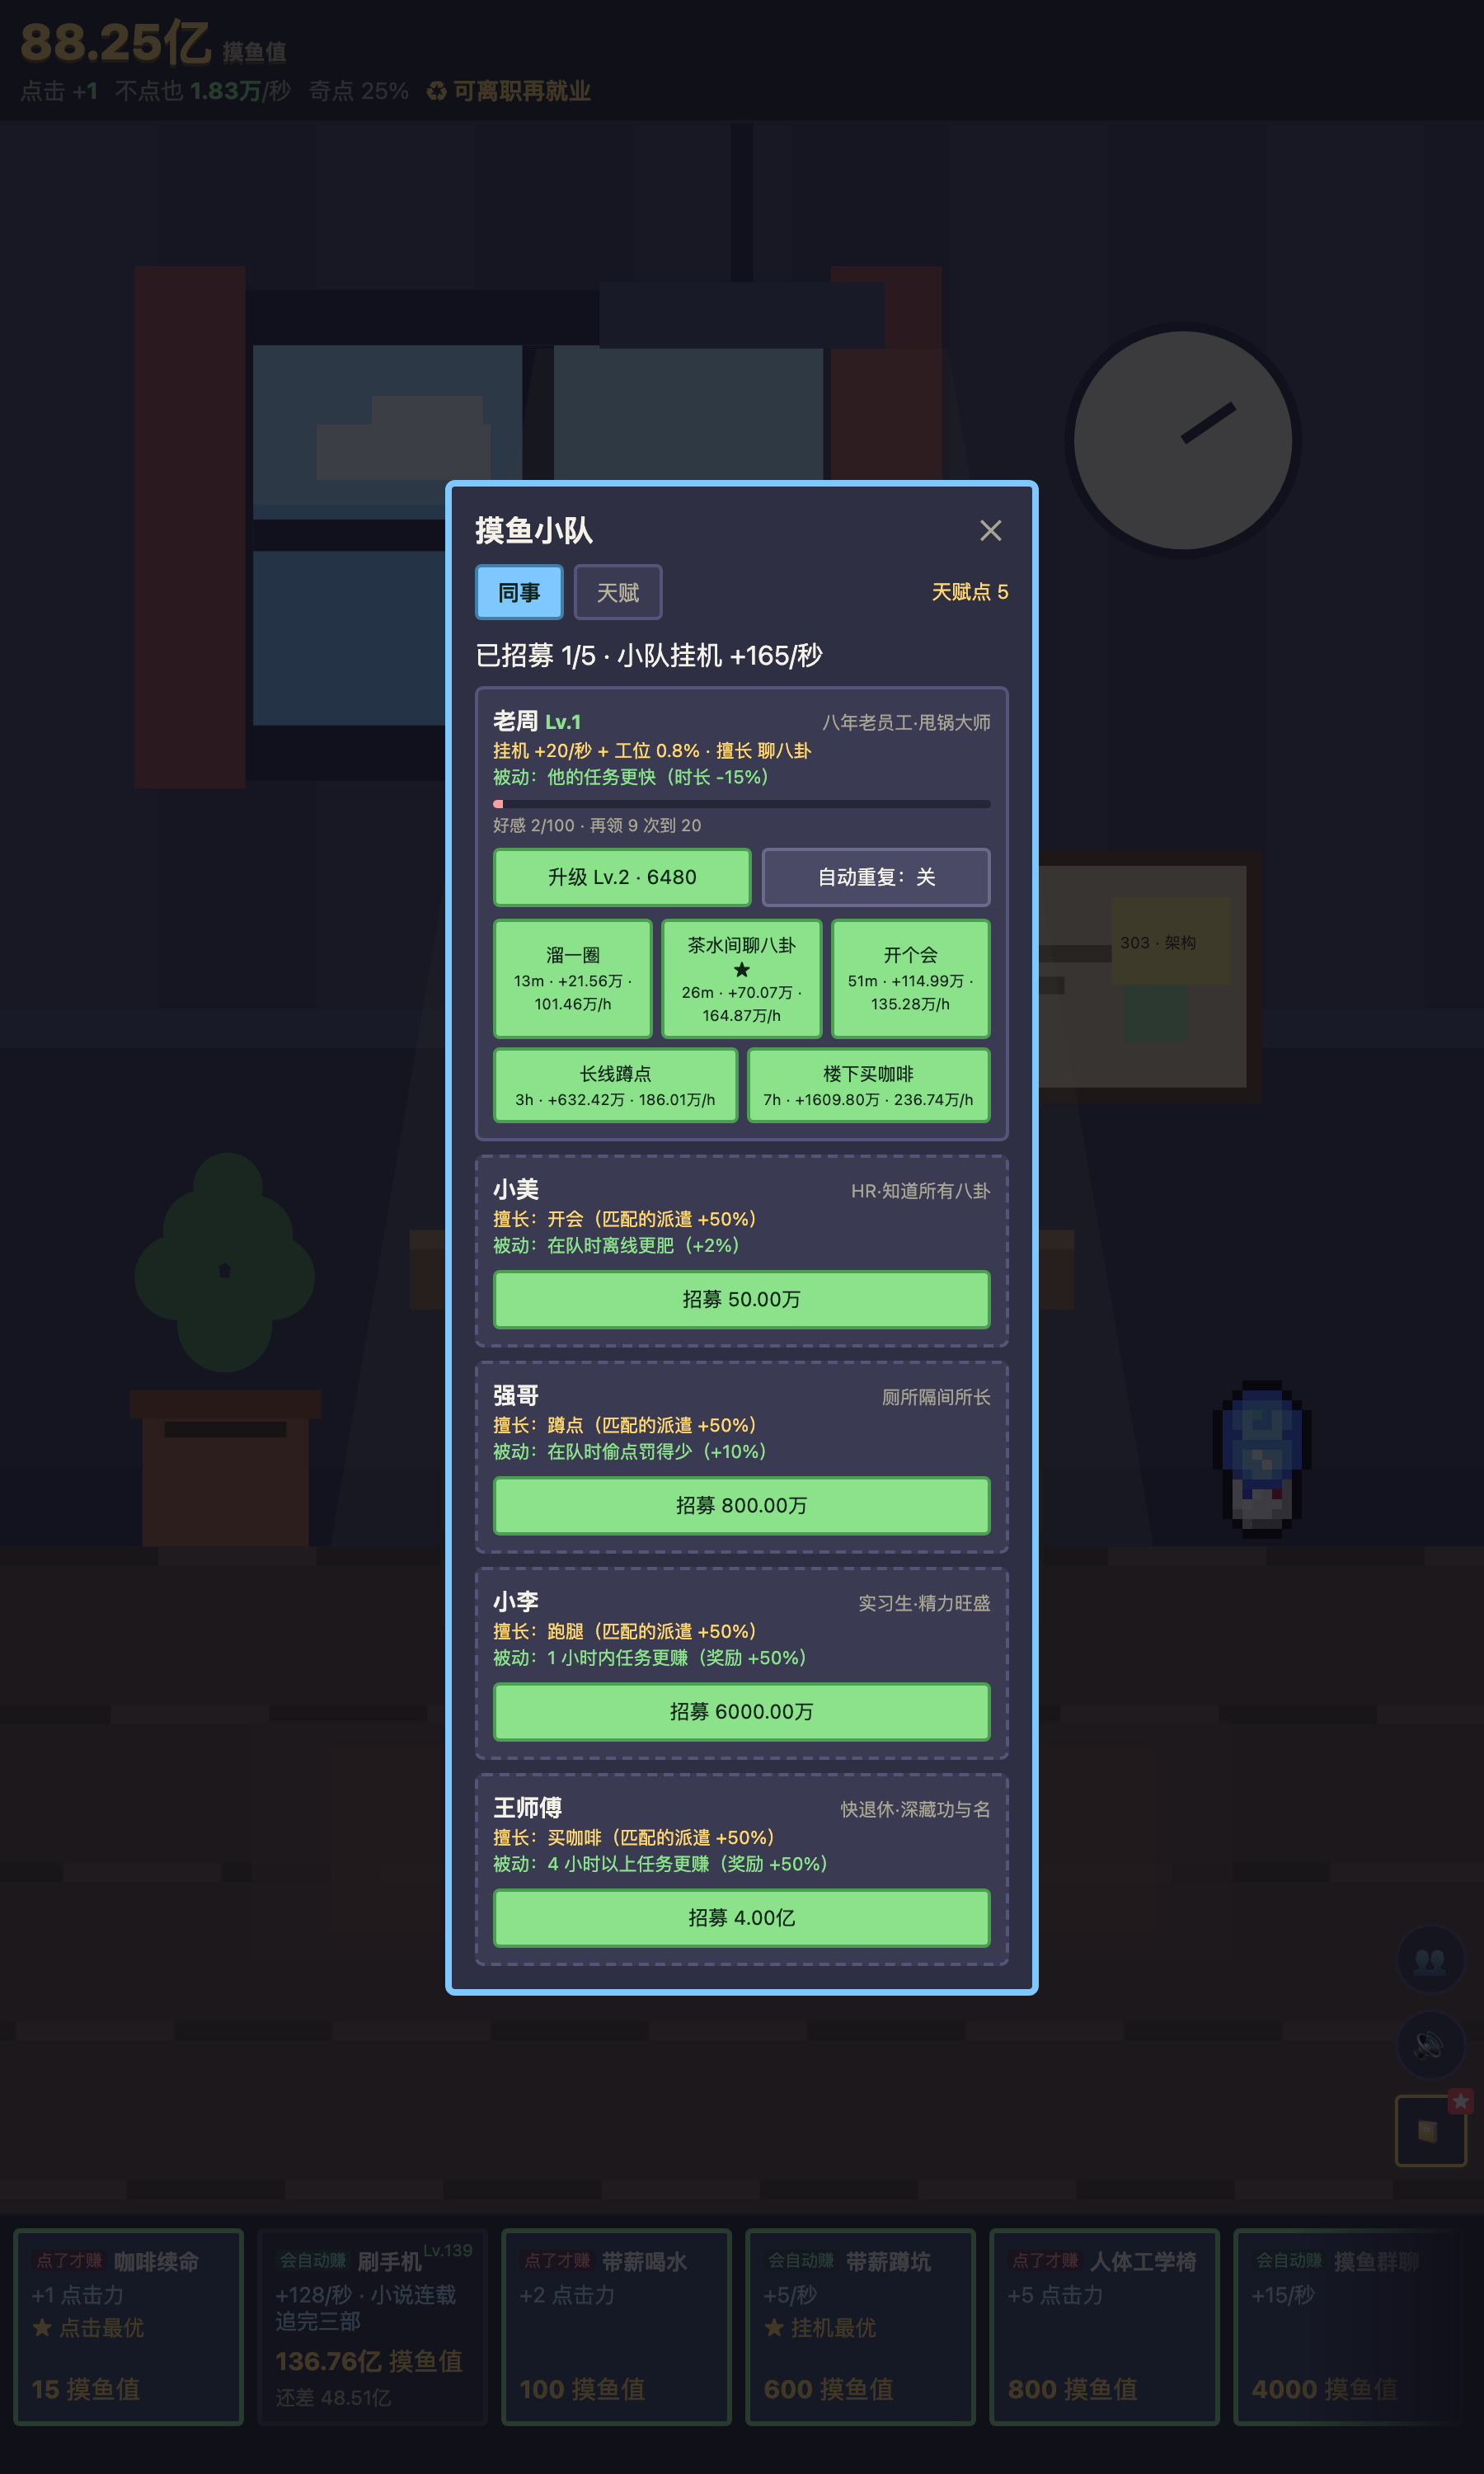 88.25亿 摸鱼值
点击 +1 不点也 1.83万/秒 奇点 25% ♻ 可离职再就业
摸鱼小队
同事 天赋 天赋点 5
已招募 1/5 · 小队挂机 +165/秒
老周 Lv.1 八年老员工·甩锅大师
挂机 +20/秒 + 工位 0.8% · 擅长 聊八卦
被动：他的任务更快（时长 -15%）
好感 2/100 · 再领 9 次到 20
升级 Lv.2 · 6480 自动重复：关
溜一圈
13m · +21.56万 ·
101.46万/h
茶水间聊八卦
★
26m · +70.07万 ·
164.87万/h
开个会
51m · +114.99万 ·
135.28万/h
长线蹲点
3h · +632.42万 · 186.01万/h
楼下买咖啡
7h · +1609.80万 · 236.74万/h
303 · 架构
小美 HR·知道所有八卦
擅长：开会（匹配的派遣 +50%）
被动：在队时离线更肥（+2%）
招募 50.00万
强哥 厕所隔间所长
擅长：蹲点（匹配的派遣 +50%）
被动：在队时偷点罚得少（+10%）
招募 800.00万
小李 实习生·精力旺盛
擅长：跑腿（匹配的派遣 +50%）
被动：1 小时内任务更赚（奖励 +50%）
招募 6000.00万
王师傅 快退休·深藏功与名
擅长：买咖啡（匹配的派遣 +50%）
被动：4 小时以上任务更赚（奖励 +50%）
招募 4.00亿
点了才赚 咖啡续命
+1 点击力
★ 点击最优
15 摸鱼值
会自动赚 刷手机 Lv.139
+128/秒 · 小说连载
追完三部
136.76亿 摸鱼值
还差 48.51亿
点了才赚 带薪喝水
+2 点击力
100 摸鱼值
会自动赚 带薪蹲坑
+5/秒
★ 挂机最优
600 摸鱼值
点了才赚 人体工学椅
+5 点击力
800 摸鱼值
会自动赚 摸鱼群聊
+15/秒
4000 摸鱼值